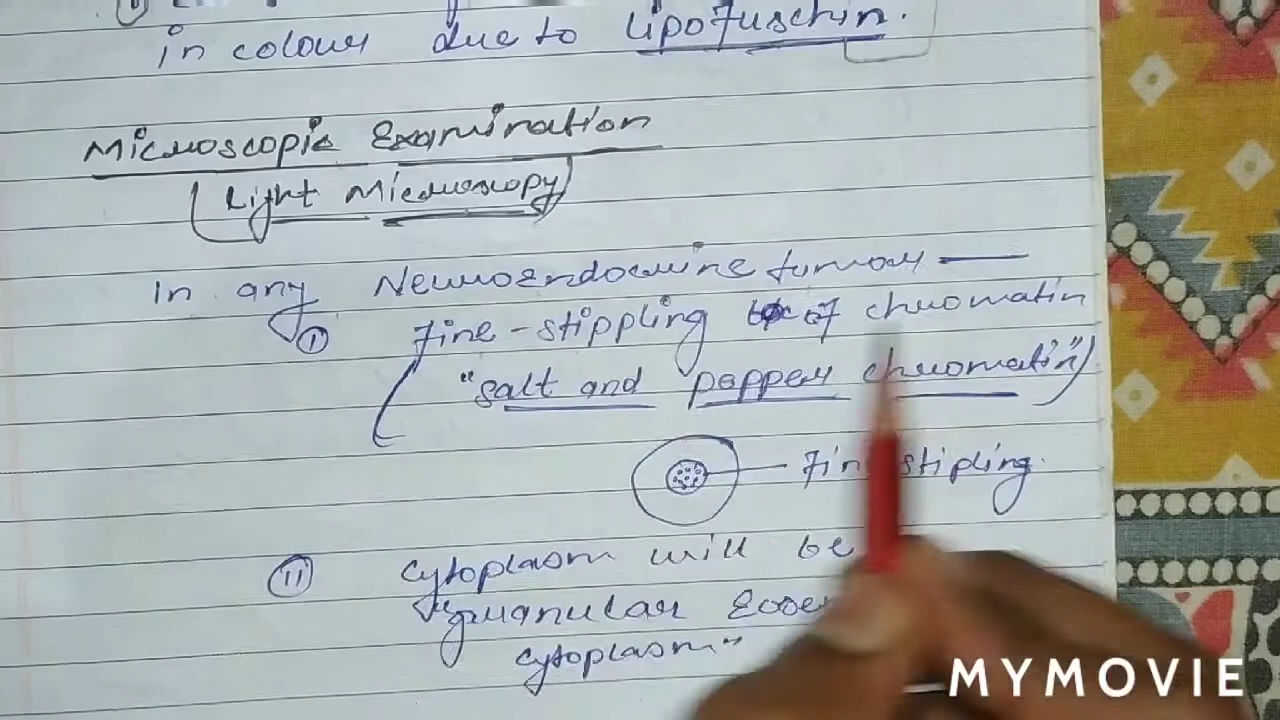 in colour due to lipofuschin.
Microscopic Examination
(Light Microscopy)
In any Neuroendocrine tumour —
(I) Fine-stippling of chromatin
("salt and pepper chromatin")
Fine stipling.
(II) Cytoplasm will be
"granular
cytoplasm"
MYMOVIE